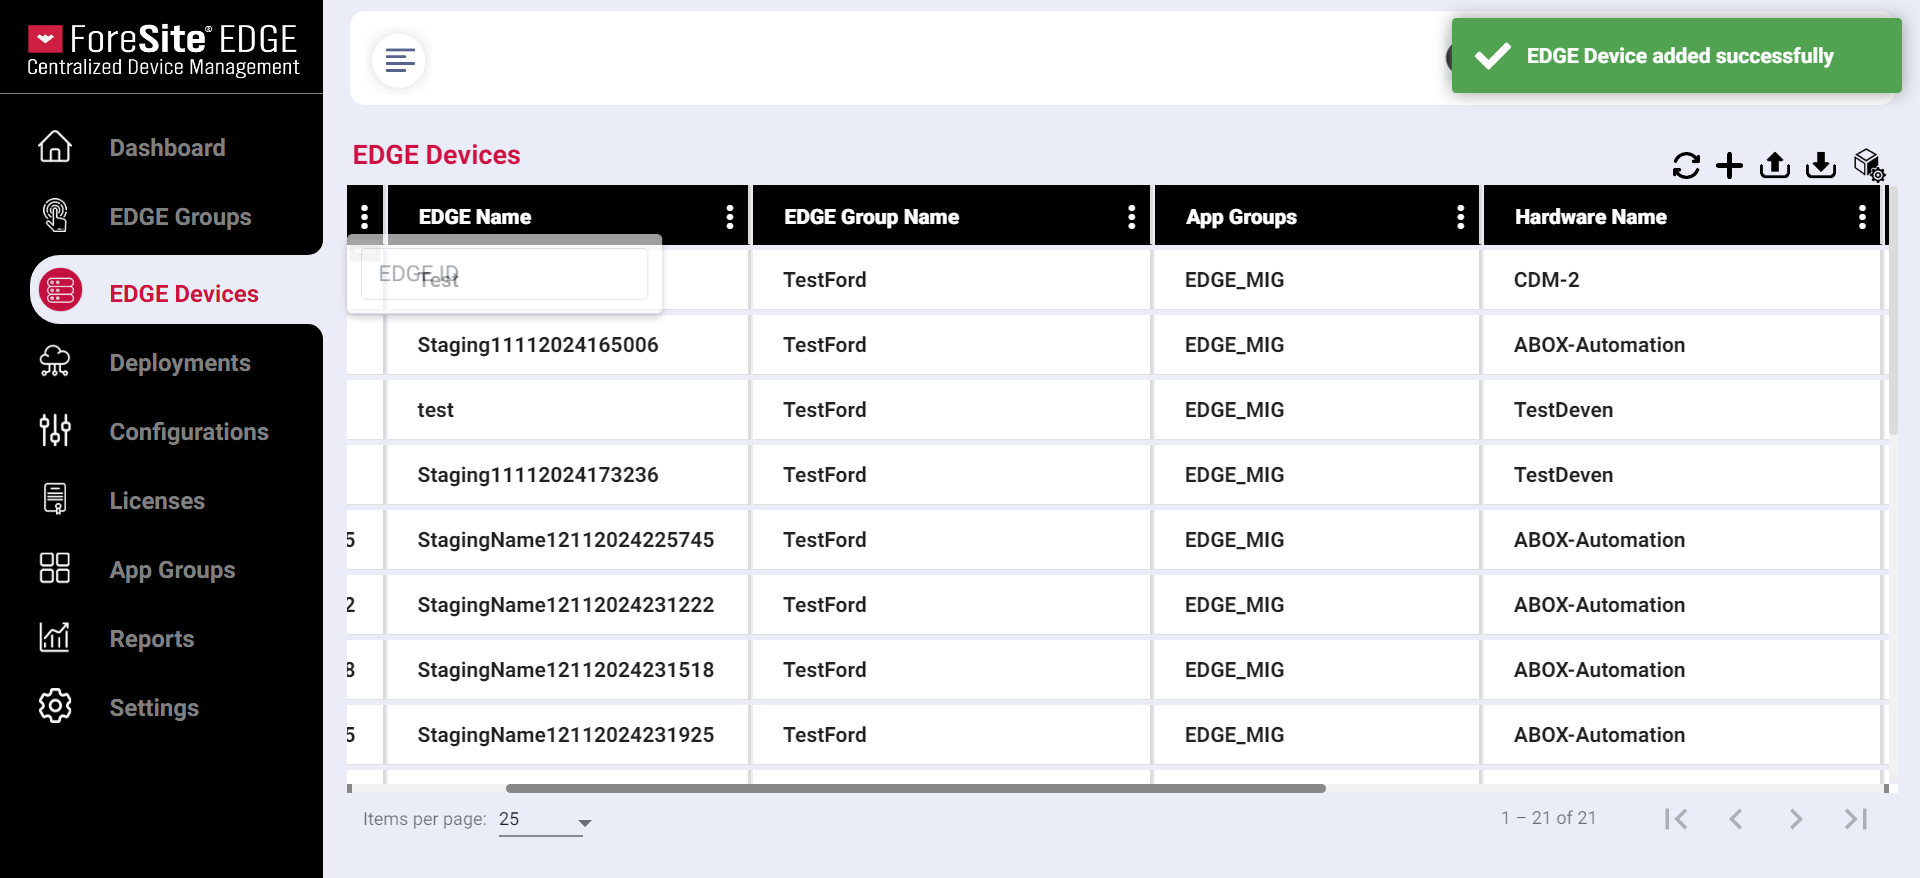 ForeSite® EDGE
Centralized Device Management
EDGE Device added successfully
Dashboard
EDGE Groups
EDGE Devices
Deployments
Configurations
Licenses
App Groups
Reports
Settings
EDGE Devices
EDGE Name EDGE Group Name App Groups Hardware Name
EDGE ID
Test TestFord EDGE_MIG CDM-2
Staging11112024165006 TestFord EDGE_MIG ABOX-Automation
test TestFord EDGE_MIG TestDeven
Staging11112024173236 TestFord EDGE_MIG TestDeven
5 StagingName12112024225745 TestFord EDGE_MIG ABOX-Automation
2 StagingName12112024231222 TestFord EDGE_MIG ABOX-Automation
8 StagingName12112024231518 TestFord EDGE_MIG ABOX-Automation
5 StagingName12112024231925 TestFord EDGE_MIG ABOX-Automation
Items per page: 25
1 – 21 of 21